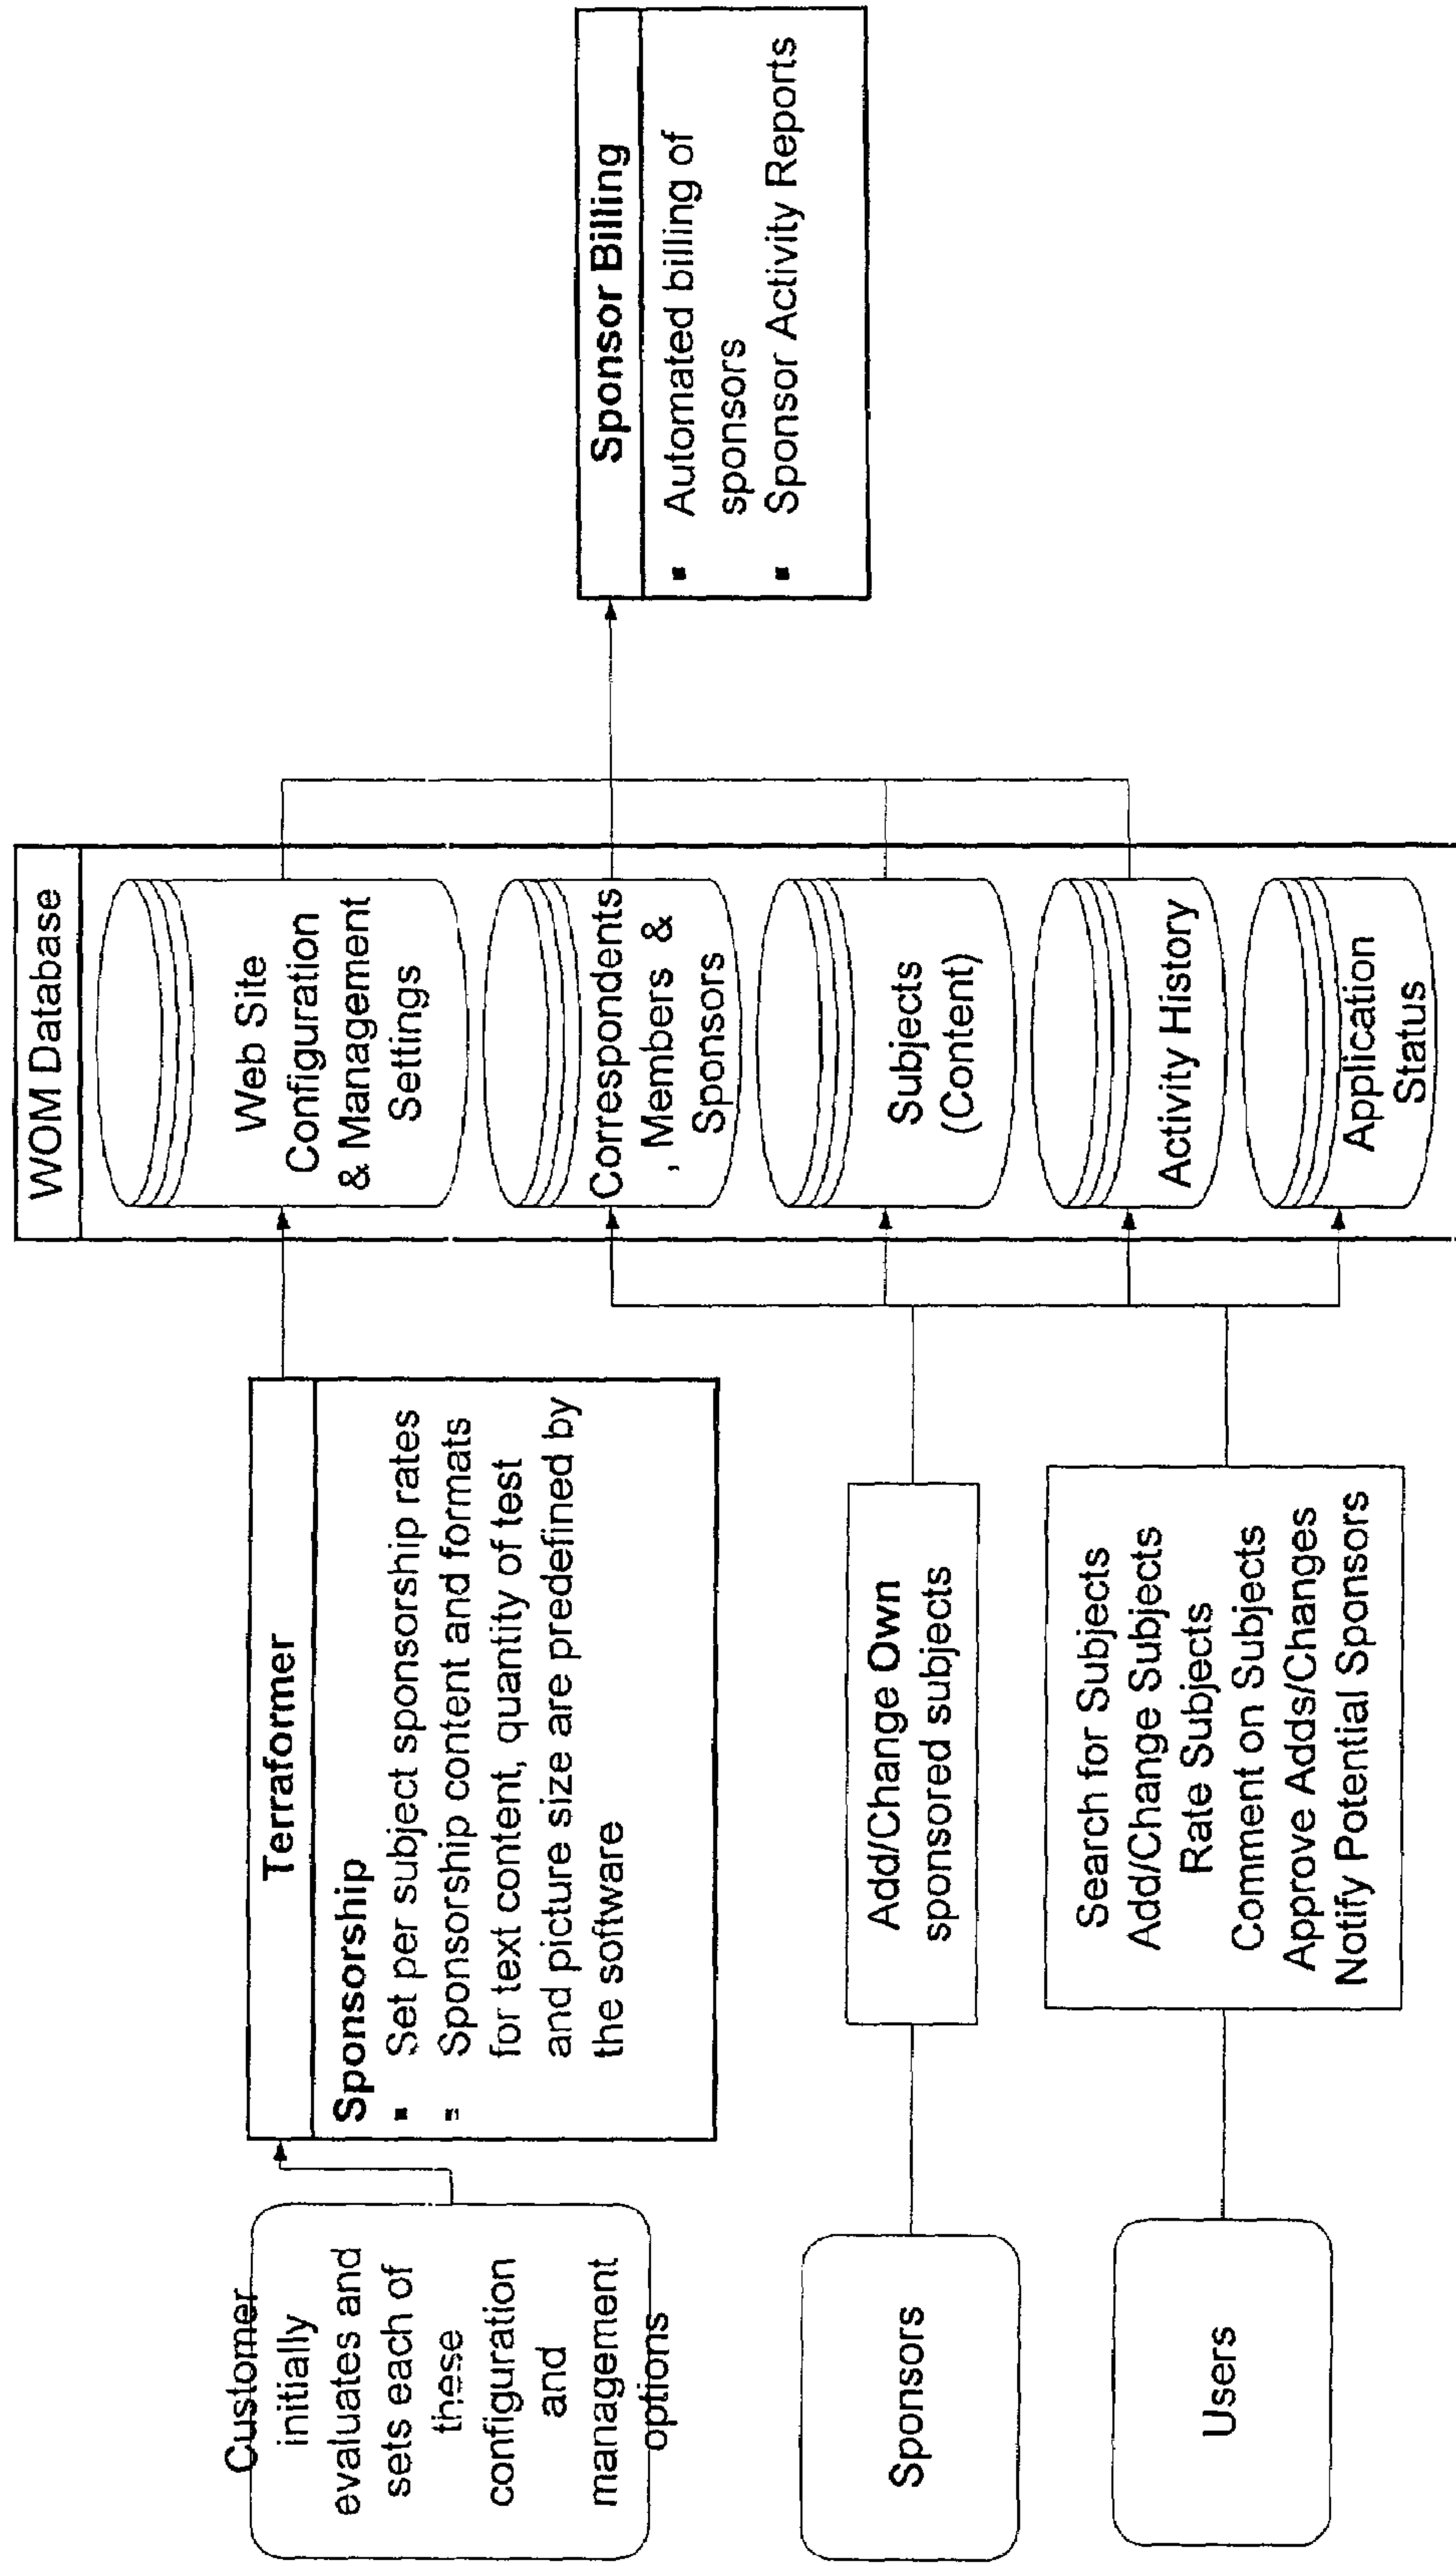 Customer
initially
evaluates and
sets each of
these
configuration
and
management
options
Terraformer
Sponsorship
▪ Set per subject sponsorship rates
▪ Sponsorship content and formats
for text content, quantity of test
and picture size are predefined by
the software
Sponsors
Add/Change Own
sponsored subjects
Users
Search for Subjects
Add/Change Subjects
Rate Subjects
Comment on Subjects
Approve Adds/Changes
Notify Potential Sponsors
WOM Database
Web Site
Configuration
& Management
Settings
Correspondents
, Members &
Sponsors
Subjects
(Content)
Activity History
Application
Status
Sponsor Billing
▪ Automated billing of
sponsors
▪ Sponsor Activity Reports